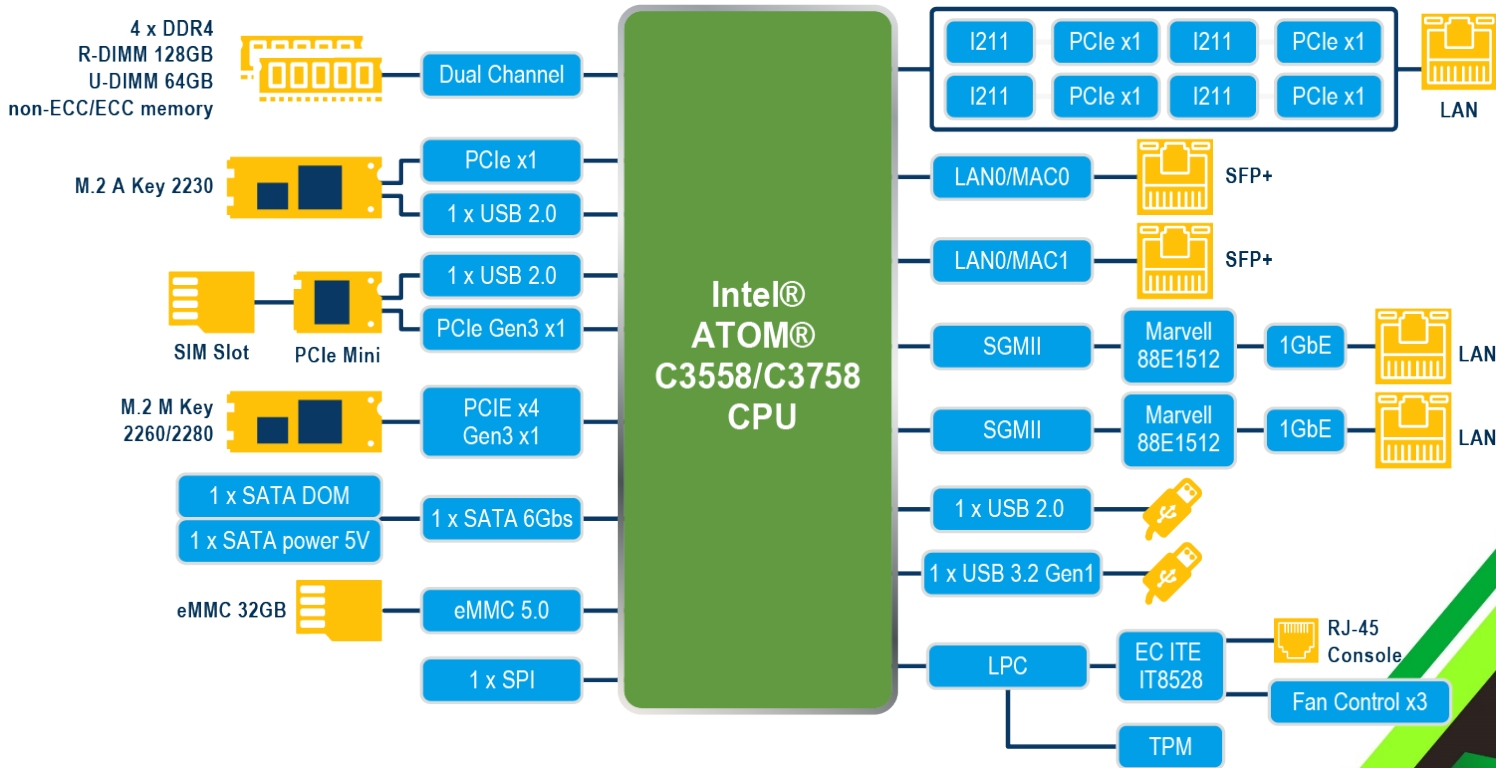 4 x DDR4
R-DIMM 128GB
U-DIMM 64GB
non-ECC/ECC memory
Dual Channel
M.2 A Key 2230
PCIe x1
1 x USB 2.0
SIM Slot
PCIe Mini
1 x USB 2.0
PCIe Gen3 x1
M.2 M Key
2260/2280
PCIE x4
Gen3 x1
1 x SATA DOM
1 x SATA power 5V
1 x SATA 6Gbs
eMMC 32GB
eMMC 5.0
1 x SPI
Intel®
ATOM®
C3558/C3758
CPU
I211 PCIe x1 I211 PCIe x1
I211 PCIe x1 I211 PCIe x1
LAN
LAN0/MAC0
SFP+
LAN0/MAC1
SFP+
SGMII
Marvell
88E1512
1GbE
LAN
SGMII
Marvell
88E1512
1GbE
LAN
1 x USB 2.0
1 x USB 3.2 Gen1
LPC
EC ITE
IT8528
RJ-45
Console
Fan Control x3
TPM